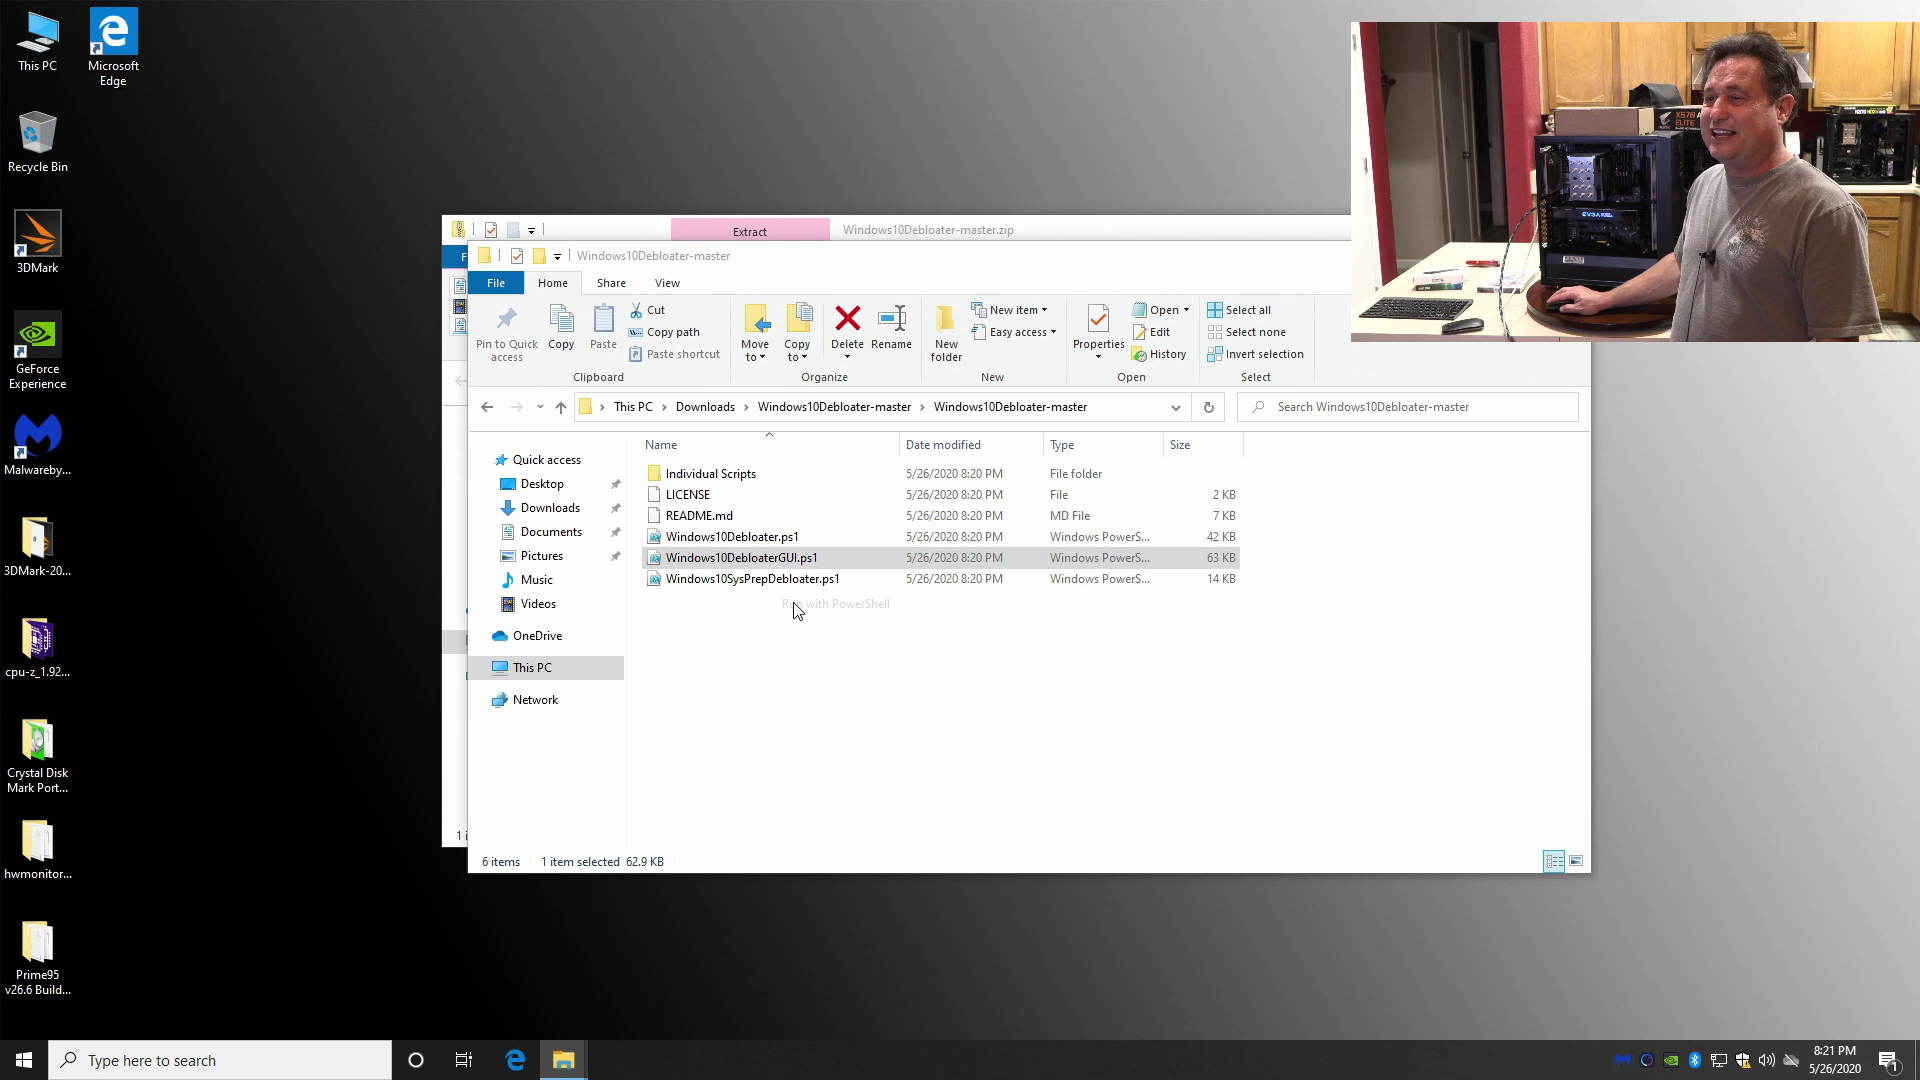 This PC
Microsoft
Edge
Recycle Bin
3DMark
GeForce
Experience
Malwareby...
3DMark-20...
cpu-z_1.92...
Crystal Disk
Mark Port...
hwmonitor...
Prime95
v26.6 Build...
Extract
Windows10Debloater-master.zip
F
Windows10Debloater-master
File
Home
Share
View
Pin to Quick
access
Copy
Paste
Cut
Copy path
Paste shortcut
Clipboard
Move
to
Copy
to
Delete
Rename
Organize
New
folder
New item
Easy access
New
Properties
Open
Edit
History
Open
Select all
Select none
Invert selection
Select
This PC
Downloads
Windows10Debloater-master
Windows10Debloater-master
Search Windows10Debloater-master
Name
Date modified
Type
Size
Quick access
Desktop
Downloads
Documents
Pictures
Music
Videos
OneDrive
This PC
Network
Individual Scripts 5/26/2020 8:20 PM File folder
LICENSE 5/26/2020 8:20 PM File 2 KB
README.md 5/26/2020 8:20 PM MD File 7 KB
Windows10Debloater.ps1 5/26/2020 8:20 PM Windows PowerS... 42 KB
Windows10DebloaterGUI.ps1 5/26/2020 8:20 PM Windows PowerS... 63 KB
Windows10SysPrepDebloater.ps1 5/26/2020 8:20 PM Windows PowerS... 14 KB
Run with PowerShell
1 i
6 items 1 item selected 62.9 KB
X570 A
ELITE
EVGA
Type here to search
8:21 PM
5/26/2020
1